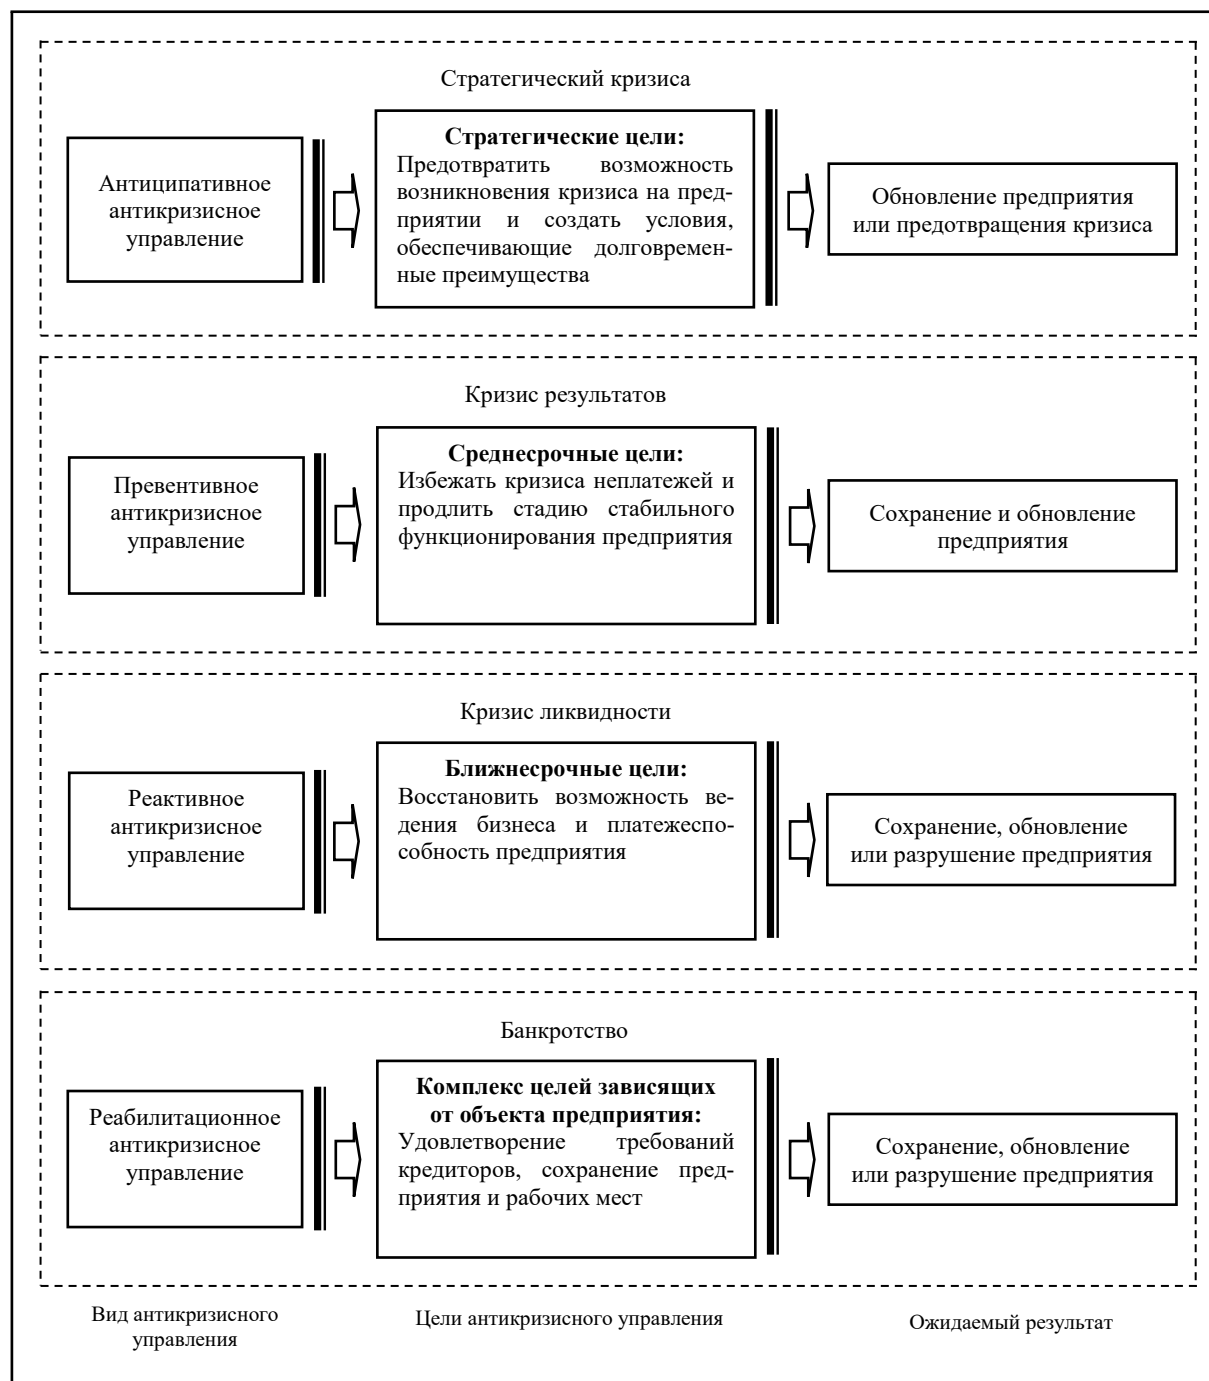 Стратегический кризиса
Антиципативное
антикризисное
управление
Стратегические цели:
Предотвратить возможность
возникновения кризиса на пред-
приятии и создать условия,
обеспечивающие долговремен-
ные преимущества
Обновление предприятия
или предотвращения кризиса
Кризис результатов
Превентивное
антикризисное
управление
Среднесрочные цели:
Избежать кризиса неплатежей и
продлить стадию стабильного
функционирования предприятия
Сохранение и обновление
предприятия
Кризис ликвидности
Реактивное
антикризисное
управление
Ближнесрочные цели:
Восстановить возможность ве-
дения бизнеса и платежеспо-
собность предприятия
Сохранение, обновление
или разрушение предприятия
Банкротство
Реабилитационное
антикризисное
управление
Комплекс целей зависящих
от объекта предприятия:
Удовлетворение требований
кредиторов, сохранение пред-
приятия и рабочих мест
Сохранение, обновление
или разрушение предприятия
Вид антикризисного
управления
Цели антикризисного управления
Ожидаемый результат